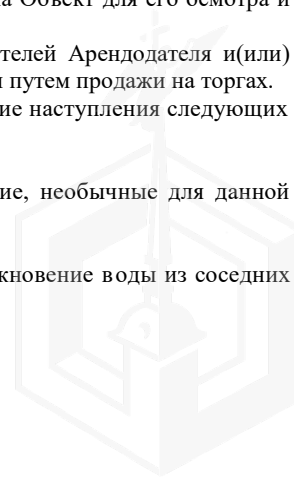 на Объект для его осмотра и
телей Арендодателя и(или)
путем продажи на торгах.
ие наступления следующих
ие, необычные для данной
кновение воды из соседних